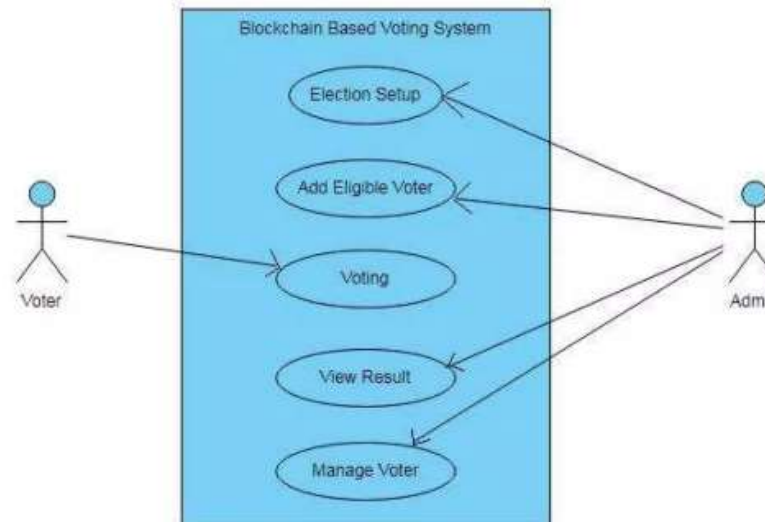 Blockchain Based Voting System
Election Setup
Add Eligible Voter
Voting
View Result
Manage Voter
Voter
Adm